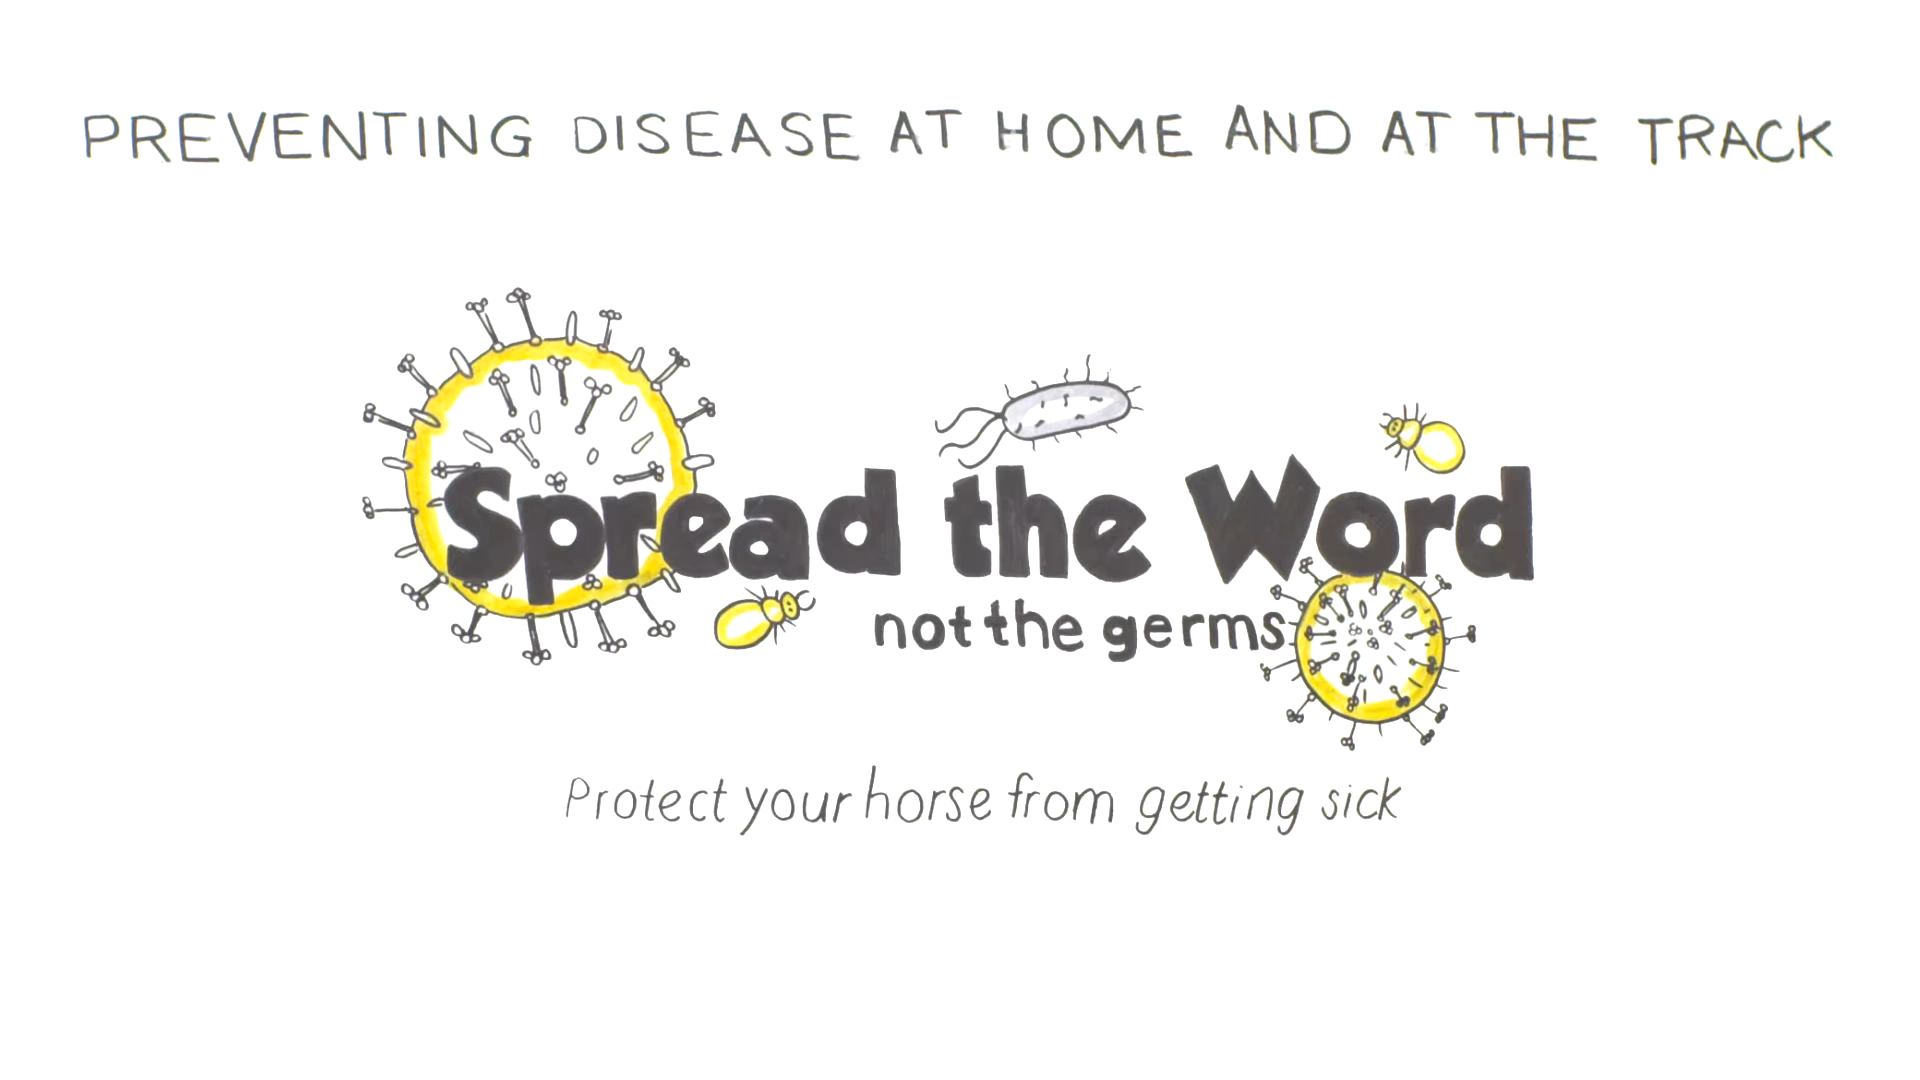 PREVENTING DISEASE AT HOME AND AT THE TRACK
Spread the Word
not the germs
Protect your horse from getting sick